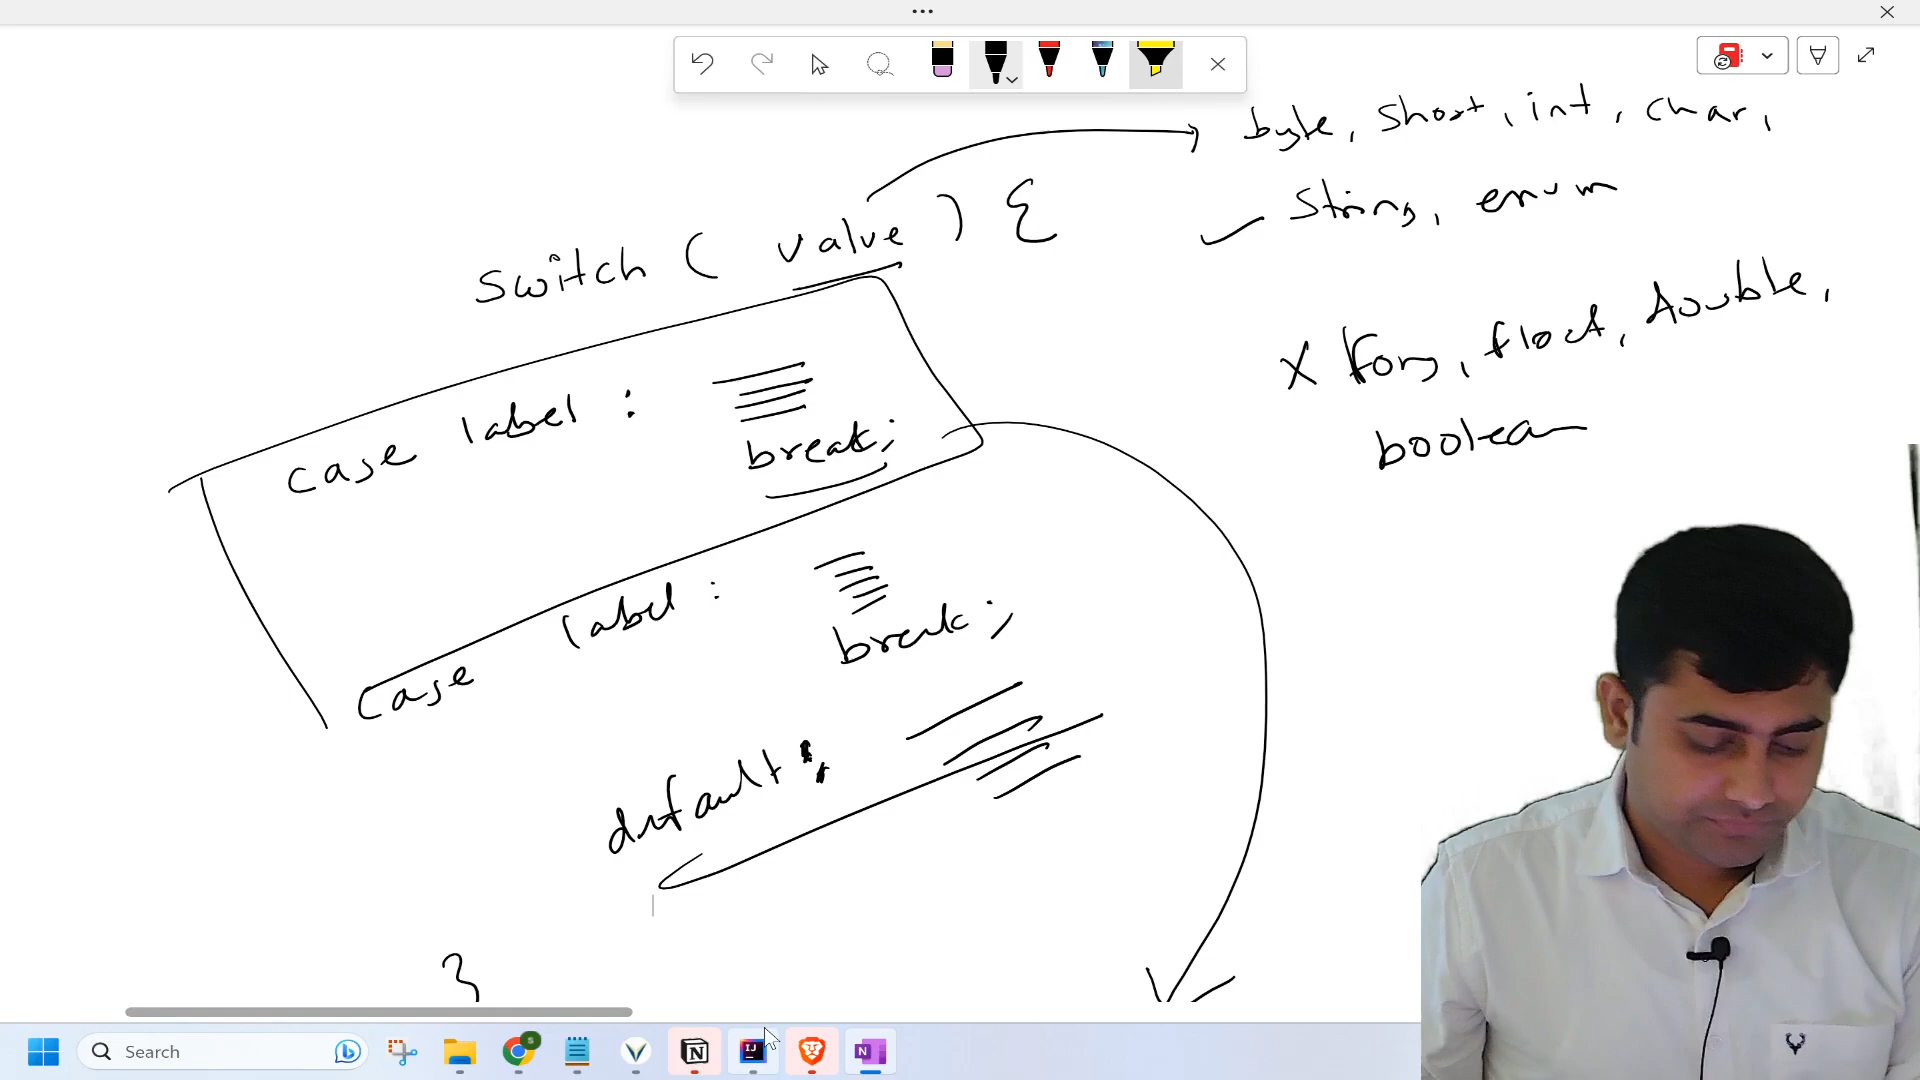 byte, short, int, char,
String, enum
switch ( value ) {
X long, float, double,
boolean
case label :
break;
case label :
break;
default:
}
Search